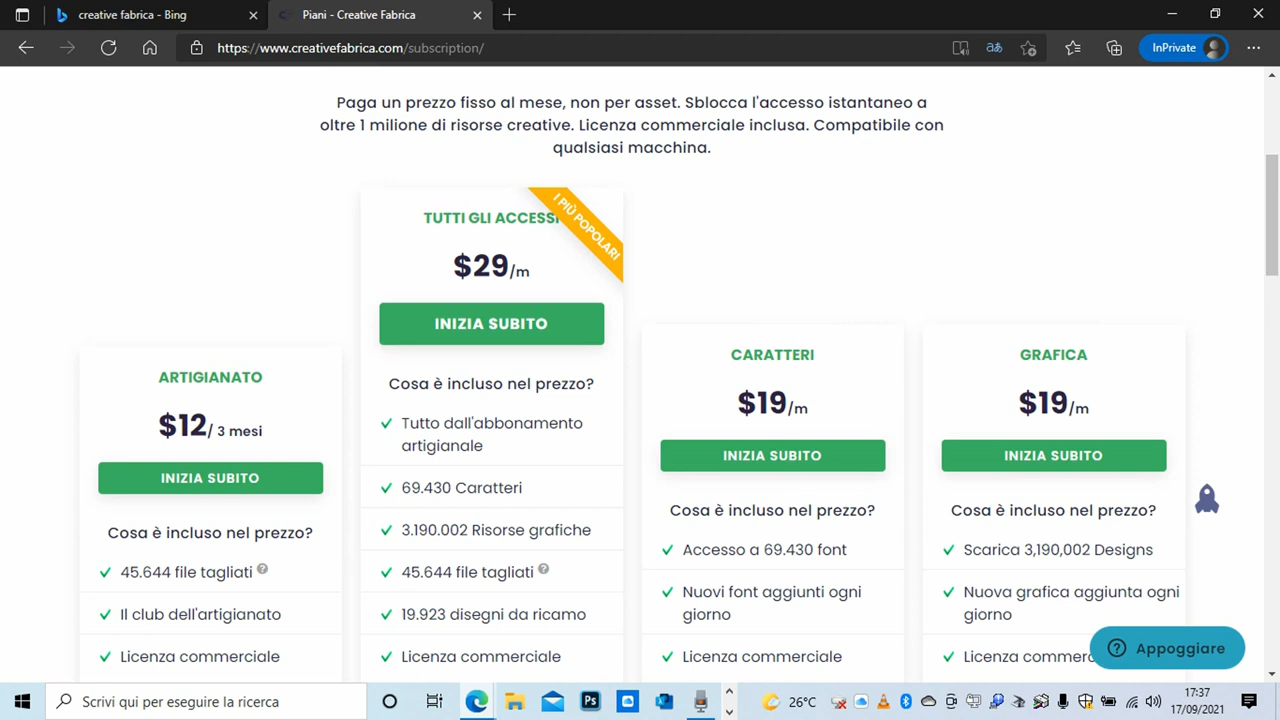 creative fabrica - Bing
Piani - Creative Fabrica
https://www.creativefabrica.com/subscription/
InPrivate
Paga un prezzo fisso al mese, non per asset. Sblocca l'accesso istantaneo a
oltre 1 milione di risorse creative. Licenza commerciale inclusa. Compatibile con
qualsiasi macchina.
ARTIGIANATO
$12/ 3 mesi
INIZIA SUBITO
Cosa è incluso nel prezzo?
45.644 file tagliati
Il club dell'artigianato
Licenza commerciale
I PIÙ POPOLARI
TUTTI GLI ACCESSI
$29/m
INIZIA SUBITO
Cosa è incluso nel prezzo?
Tutto dall'abbonamento
artigianale
69.430 Caratteri
3.190.002 Risorse grafiche
45.644 file tagliati
19.923 disegni da ricamo
Licenza commerciale
CARATTERI
$19/m
INIZIA SUBITO
Cosa è incluso nel prezzo?
Accesso a 69.430 font
Nuovi font aggiunti ogni
giorno
Licenza commerciale
GRAFICA
$19/m
INIZIA SUBITO
Cosa è incluso nel prezzo?
Scarica 3,190,002 Designs
Nuova grafica aggiunta ogni
giorno
Licenza commerc
Appoggiare
Scrivi qui per eseguire la ricerca
Ps
26°C
17:37
17/09/2021